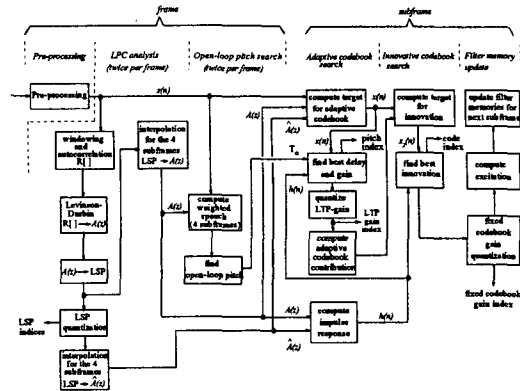 frame
subframe
Pre-processing
LPC analysis
(twice per frame)
Open-loop pitch search
(twice per frame)
Adaptive codebook
search
Innovative codebook
search
Filter memory
update
Pre-processing
s(n)
windowing
and
autocorrelation
R[ ]
Levinson-
Durbin
R[ ] → A(z)
A(z) → LSP
LSP
quantization
LSP
indices
interpolation
for the 4
subframes
LSP → Â(z)
interpolation
for the 4
subframes
LSP → A(z)
A(z)
compute
weighted
speech
(4 subframes)
find
open-loop pitch
T₀
compute target
for adaptive
codebook
A(z)
Â(z)
x(n)
x(n)
pitch
index
find best delay
and gain
h(n)
quantize
LTP-gain
LTP
gain
index
compute
adaptive
codebook
contribution
compute
impulse
response
A(z)
Â(z)
h(n)
compute target
for
innovation
x₂(n)
code
index
find best
innovation
update filter
memories for
next subframe
compute
excitation
fixed
codebook
gain
quantization
fixed codebook
gain index